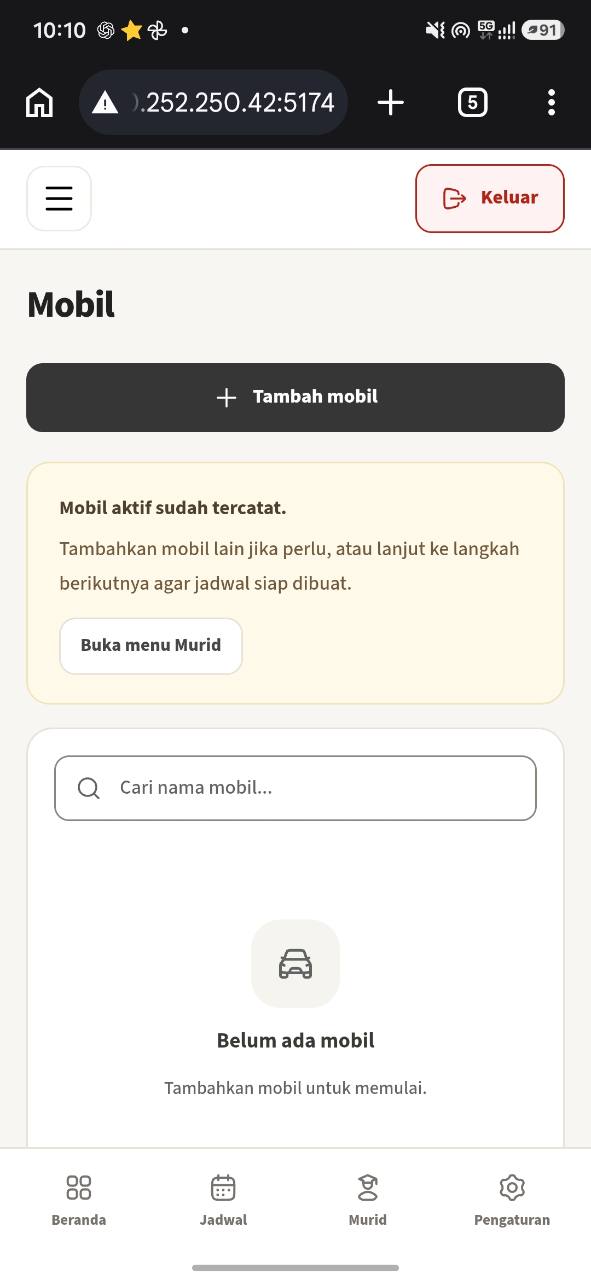 10:10
5G
91
.252.250.42:5174
5
Keluar
Mobil
Tambah mobil
Mobil aktif sudah tercatat.
Tambahkan mobil lain jika perlu, atau lanjut ke langkah
berikutnya agar jadwal siap dibuat.
Buka menu Murid
Cari nama mobil...
Belum ada mobil
Tambahkan mobil untuk memulai.
Beranda
Jadwal
Murid
Pengaturan